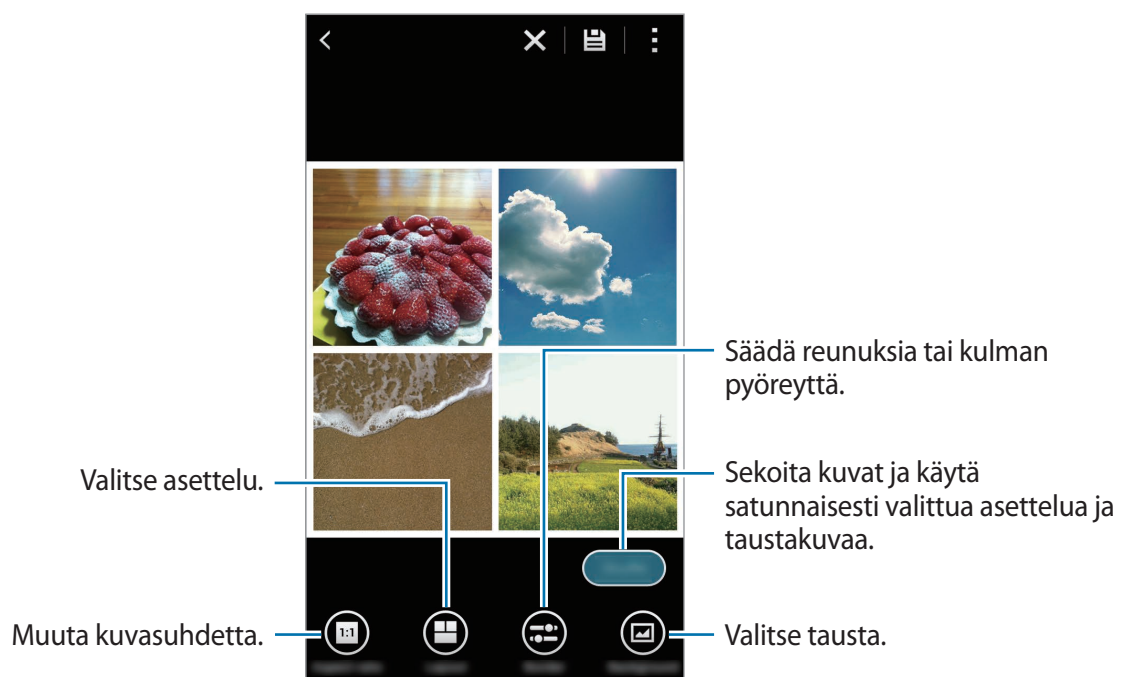 Säädä reunuksia tai kulman
pyöreyttä.
Valitse asettelu.
Sekoita kuvat ja käytä
satunnaisesti valittua asettelua ja
taustakuvaa.
Muuta kuvasuhdetta.
1:1
Valitse tausta.